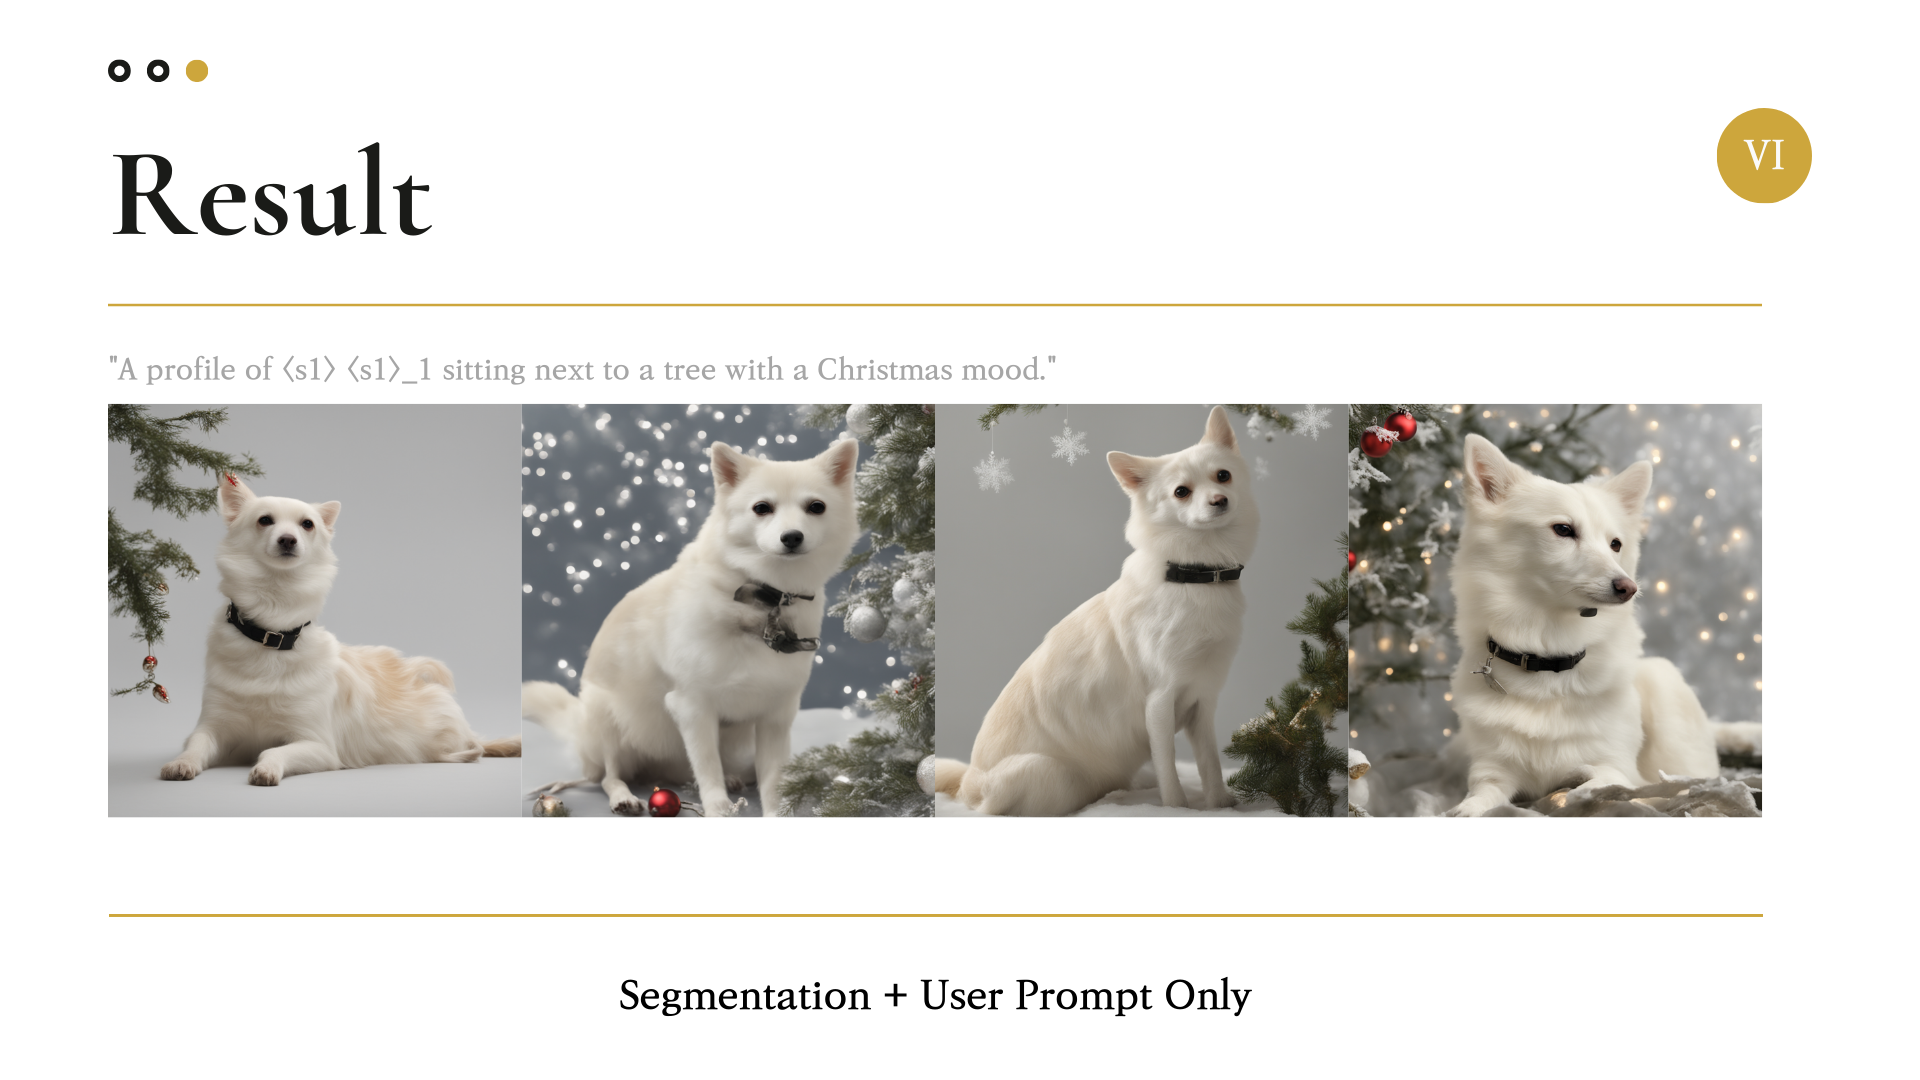 Result
VI
"A profile of 〈s1〉 〈s1〉_1 sitting next to a tree with a Christmas mood."
Segmentation + User Prompt Only